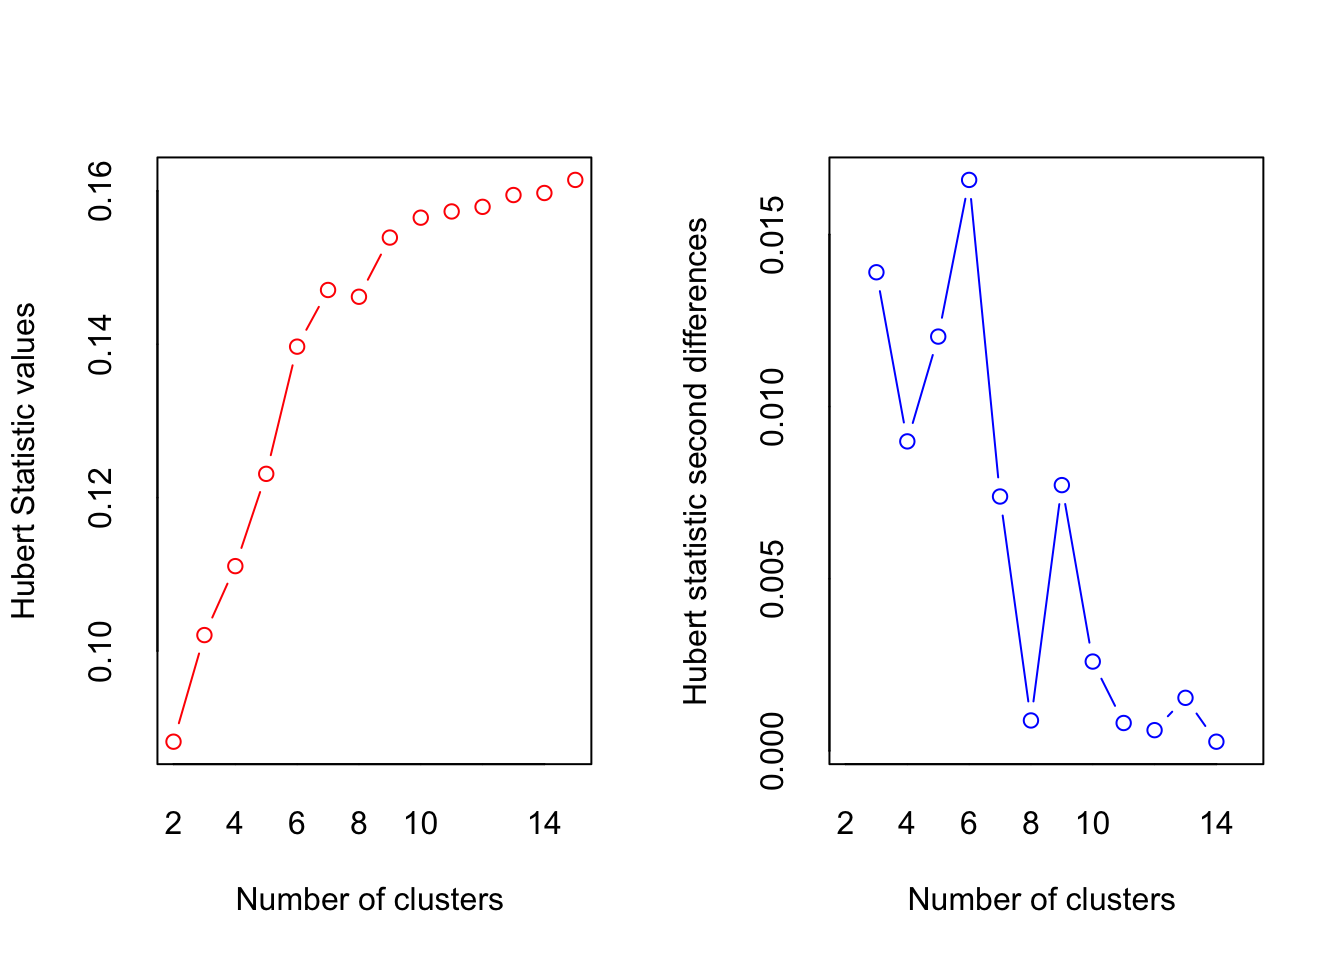 Hubert Statistic values
0.16
0.14
0.12
0.10
2 4 6 8 10 14
Number of clusters
Hubert statistic second differences
0.015
0.010
0.005
0.000
2 4 6 8 10 14
Number of clusters